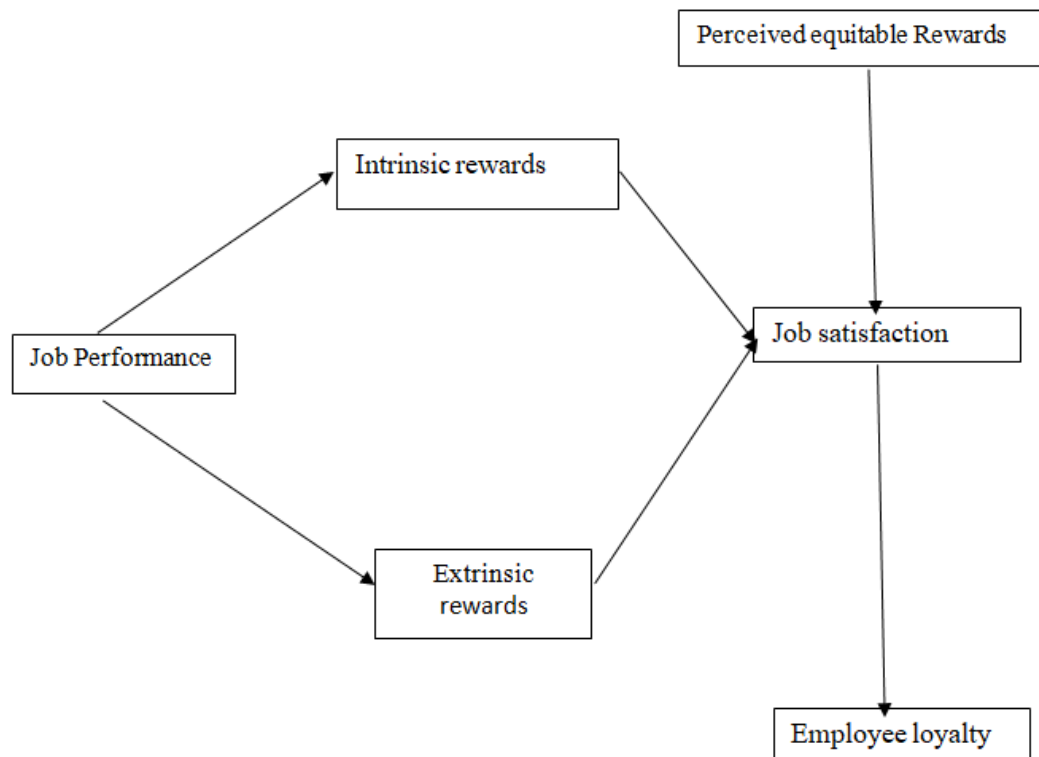 Perceived equitable Rewards
Intrinsic rewards
Job satisfaction
Job Performance
Extrinsic
rewards
Employee loyalty